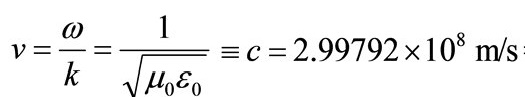 v = ω/k = 1/√(μ₀ε₀) ≡ c = 2.99792 × 10⁸ m/s